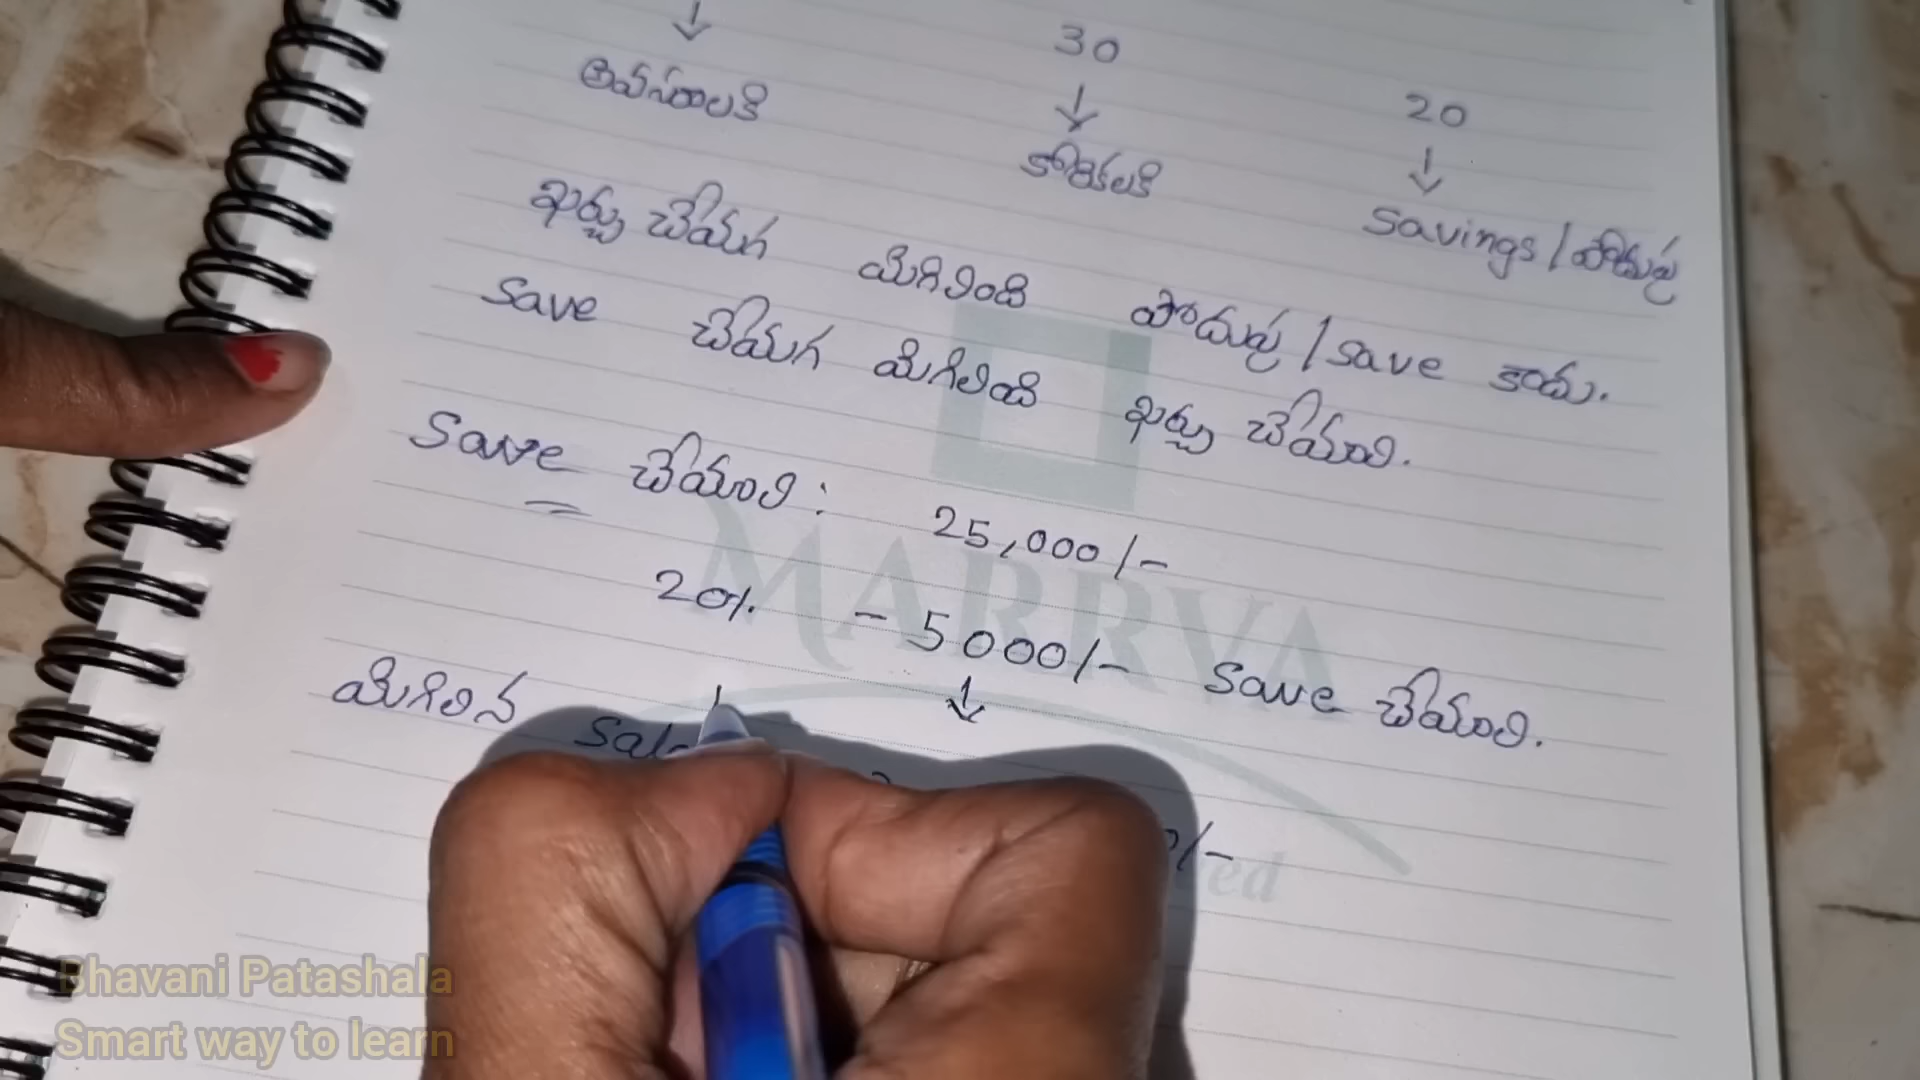 30
20
అవసరాలకి
కోరికలకి
Savings / పొదుపు
ఖర్చు చేయగ మిగిలింది పొదుపు / save కాదు.
Save చేయగ మిగిలింది ఖర్చు చేయాలి.
Save చేయాలి : 25,000/-
20% - 5000/- Save చేయాలి.
మిగిలిన
MARRVA
Bhavani Patashala
Smart way to learn